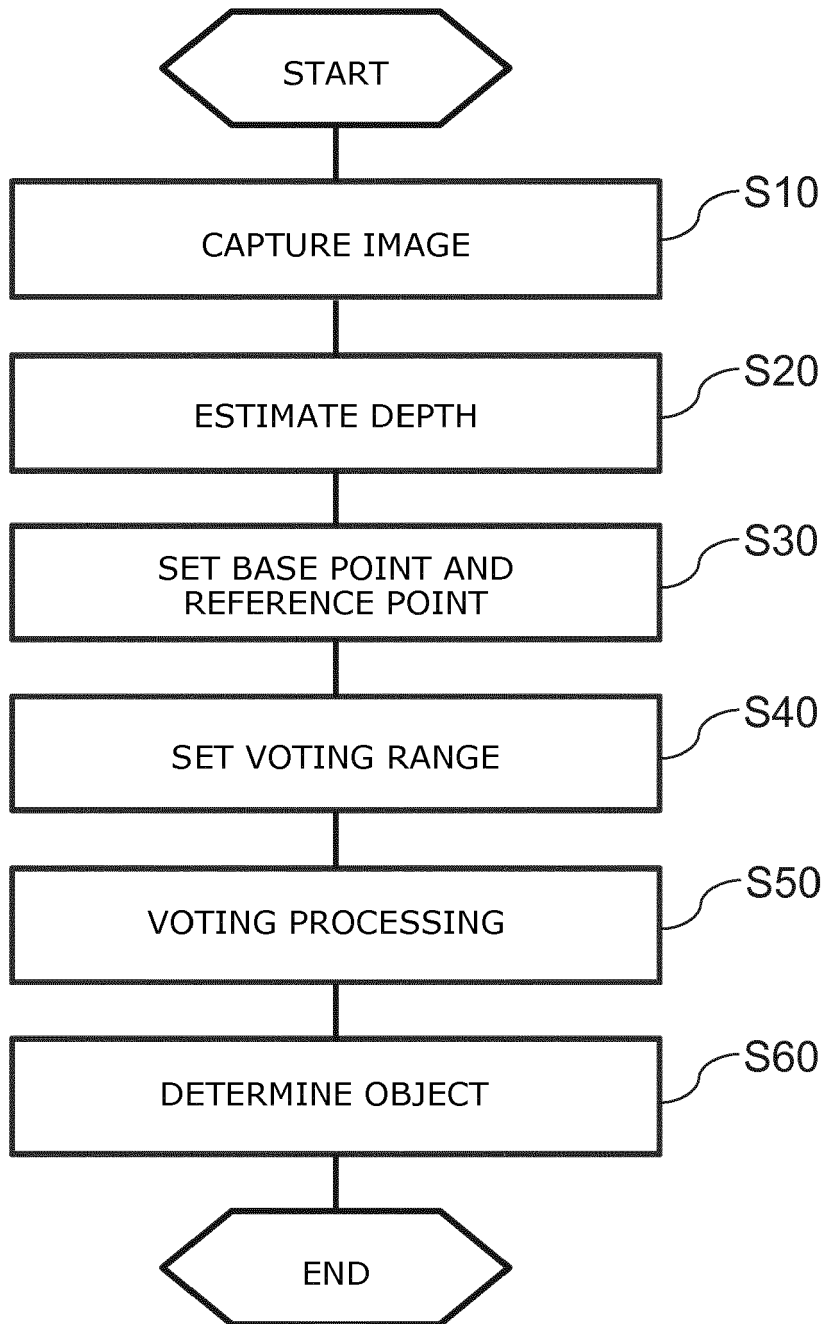 START
S10
CAPTURE IMAGE
S20
ESTIMATE DEPTH
S30
SET BASE POINT AND
REFERENCE POINT
S40
SET VOTING RANGE
S50
VOTING PROCESSING
S60
DETERMINE OBJECT
END